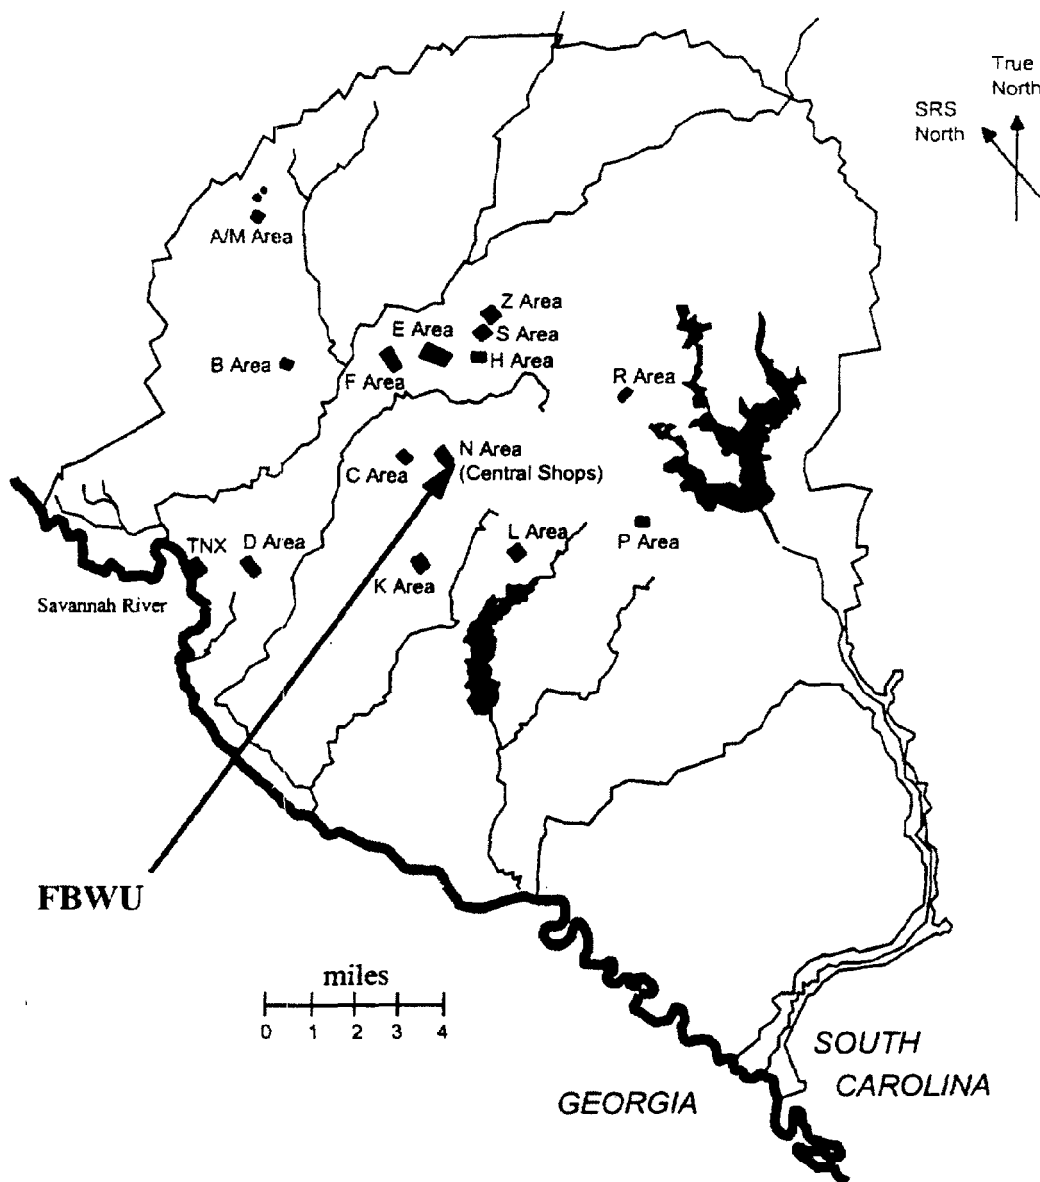 True
North
SRS
North
A/M Area
Z Area
E Area
S Area
B Area
H Area
F Area
R Area
N Area
C Area
(Central Shops)
TNX
D Area
L Area
P Area
K Area
Savannah River
FBWU
miles
0 1 2 3 4
SOUTH
CAROLINA
GEORGIA